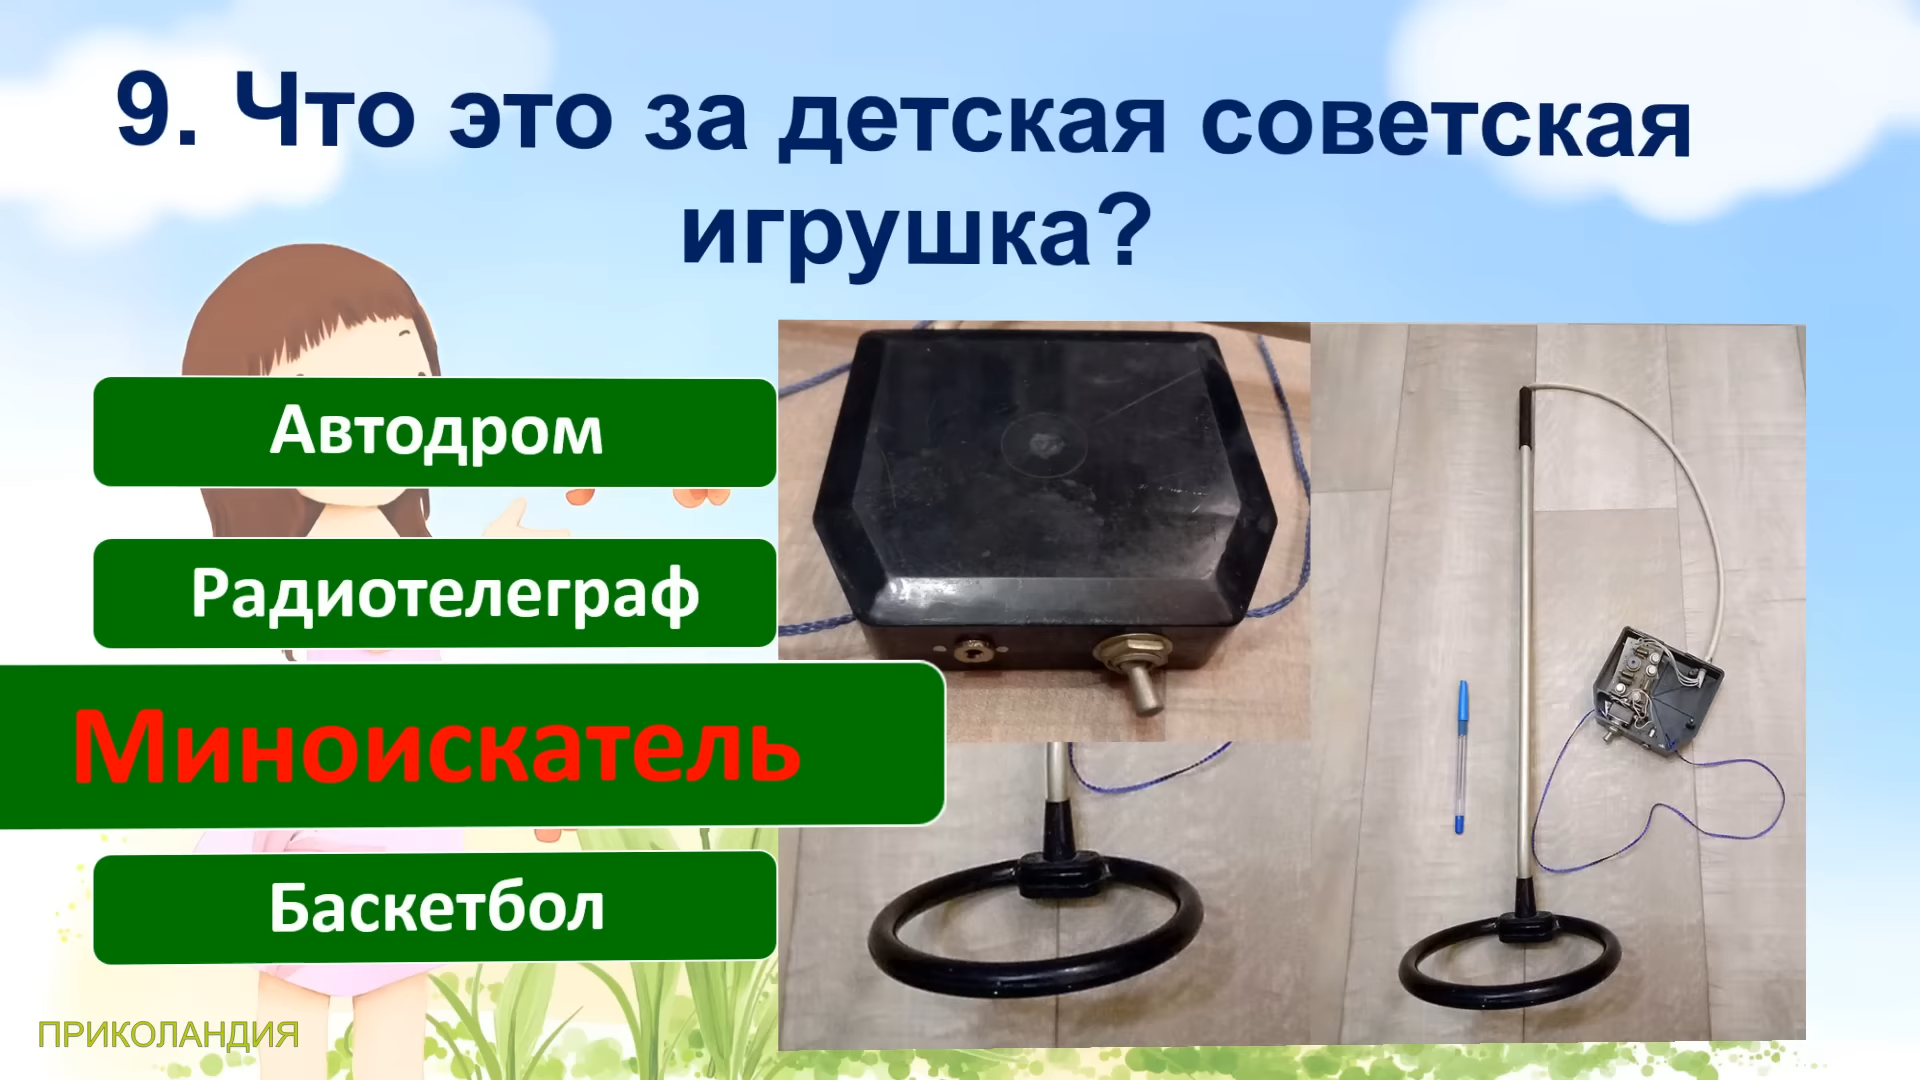 9. Что это за детская советская
игрушка?
Автодром
Радиотелеграф
Миноискатель
Баскетбол
ПРИКОЛАНДИЯ